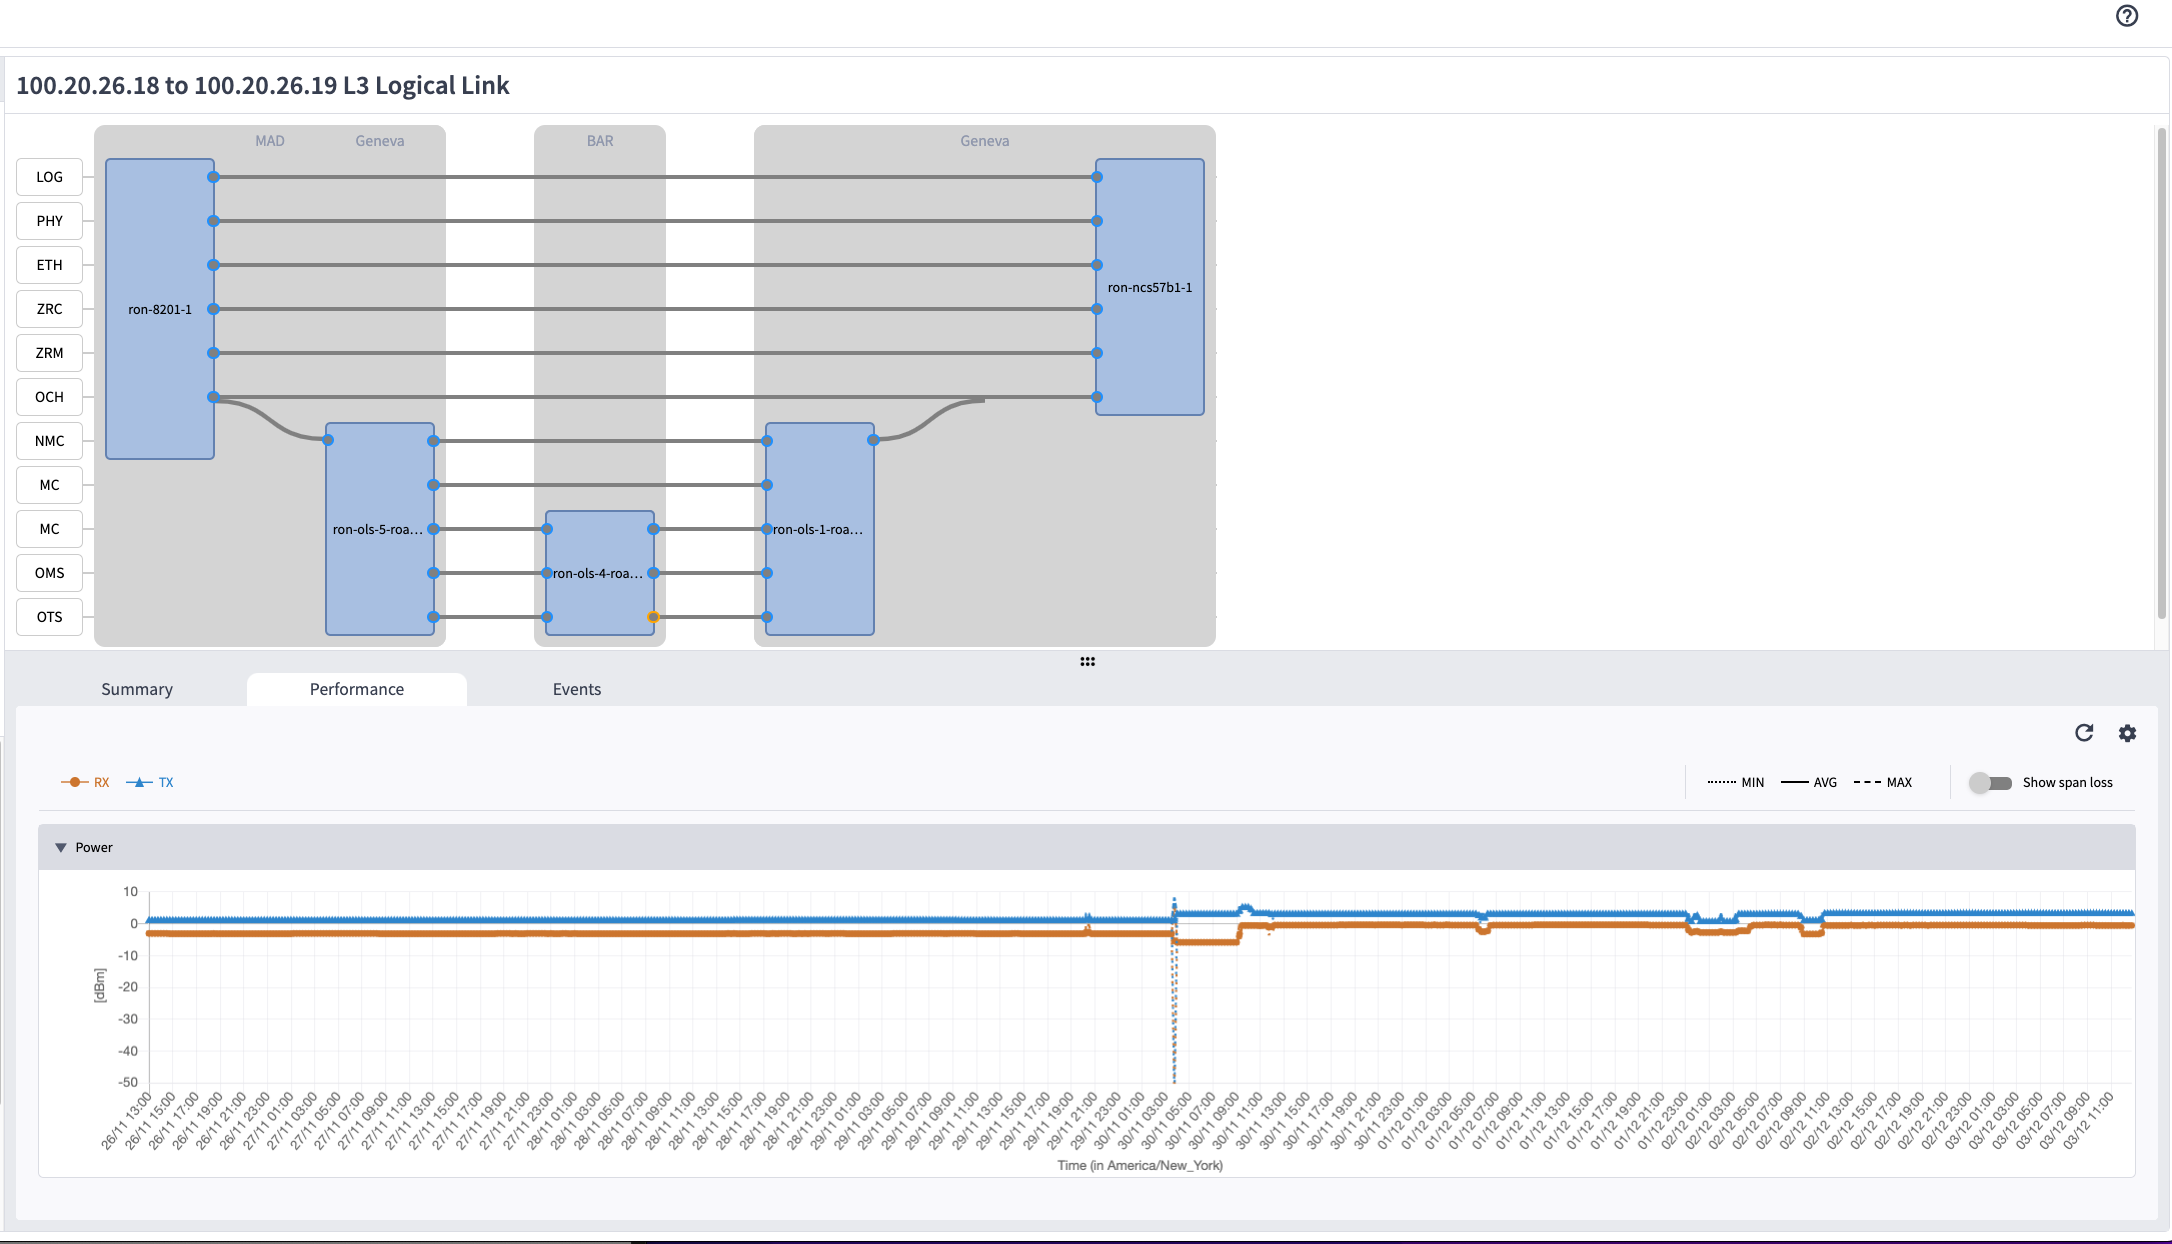 100.20.26.18 to 100.20.26.19 L3 Logical Link
MAD Geneva BAR Geneva
LOG
PHY
ETH
ZRC
ZRM
OCH
NMC
MC
MC
OMS
OTS
ron-8201-1
ron-ncs57b1-1
ron-ols-5-roa...
ron-ols-4-roa...
ron-ols-1-roa...
Summary Performance Events
RX TX MIN AVG MAX Show span loss
Power
10
0
-10
-20
-30
-40
-50
[dBm]
26/11 13:00 26/11 15:00 26/11 17:00 26/11 19:00 26/11 21:00 26/11 23:00 27/11 01:00 27/11 03:00 27/11 05:00 27/11 07:00 27/11 09:00 27/11 11:00 27/11 13:00 27/11 15:00 27/11 17:00 27/11 19:00 27/11 21:00 27/11 23:00 28/11 01:00 28/11 03:00 28/11 05:00 28/11 07:00 28/11 09:00 28/11 11:00 28/11 13:00 28/11 15:00 28/11 17:00 28/11 19:00 28/11 21:00 28/11 23:00 29/11 01:00 29/11 03:00 29/11 05:00 29/11 07:00 29/11 09:00 29/11 11:00 29/11 13:00 29/11 15:00 29/11 17:00 29/11 19:00 29/11 21:00 29/11 23:00 30/11 01:00 30/11 03:00 30/11 05:00 30/11 07:00 30/11 09:00 30/11 11:00 30/11 13:00 30/11 15:00 30/11 17:00 30/11 19:00 30/11 21:00 30/11 23:00 01/12 01:00 01/12 03:00 01/12 05:00 01/12 07:00 01/12 09:00 01/12 11:00 01/12 13:00 01/12 15:00 01/12 17:00 01/12 19:00 01/12 21:00 01/12 23:00 02/12 01:00 02/12 03:00 02/12 05:00 02/12 07:00 02/12 09:00 02/12 11:00 02/12 13:00 02/12 15:00 02/12 17:00 02/12 19:00 02/12 21:00 02/12 23:00 03/12 01:00 03/12 03:00 03/12 05:00 03/12 07:00 03/12 09:00 03/12 11:00
Time (in America/New_York)